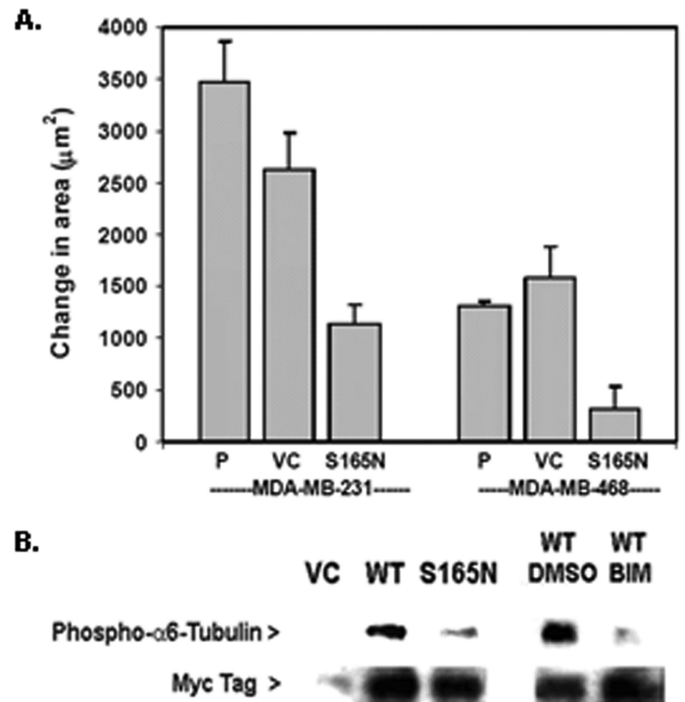 A.
Change in area (μm²)
4000
3500
3000
2500
2000
1500
1000
500
0
P VC S165N P VC S165N
-------MDA-MB-231------ -----MDA-MB-468-----
B.
VC WT S165N WT DMSO WT BIM
Phospho-α6-Tubulin >
Myc Tag >